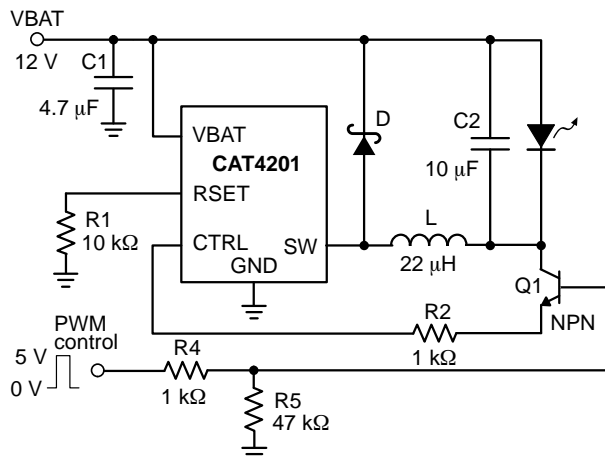 VBAT
12 V
C1
4.7 μF
VBAT
CAT4201
RSET
CTRL
SW
GND
R1
10 kΩ
D
C2
10 μF
L
22 μH
Q1
NPN
R2
1 kΩ
PWM
control
5 V
0 V
R4
1 kΩ
R5
47 kΩ